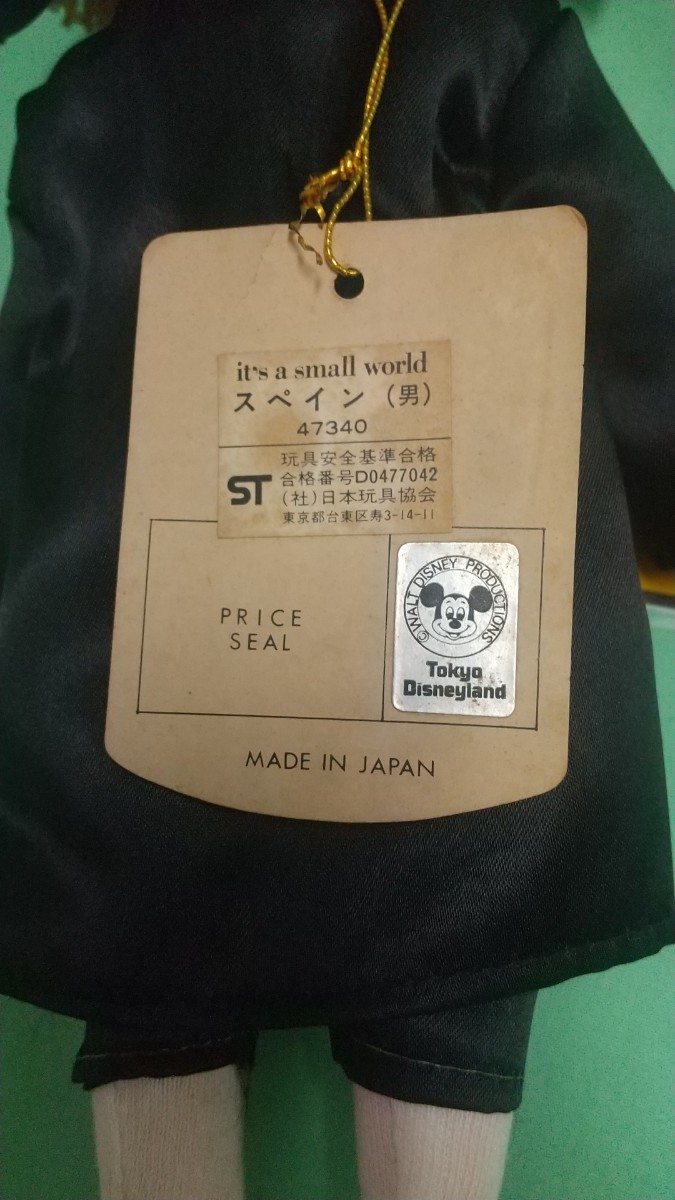 it's a small world
スペイン(男)
47340
ST
玩具安全基準合格
合格番号D0477042
(社)日本玩具協会
東京都台東区寿3-14-11
PRICE
SEAL
©WALT DISNEY PRODUCTIONS
Tokyo
Disneyland
MADE IN JAPAN